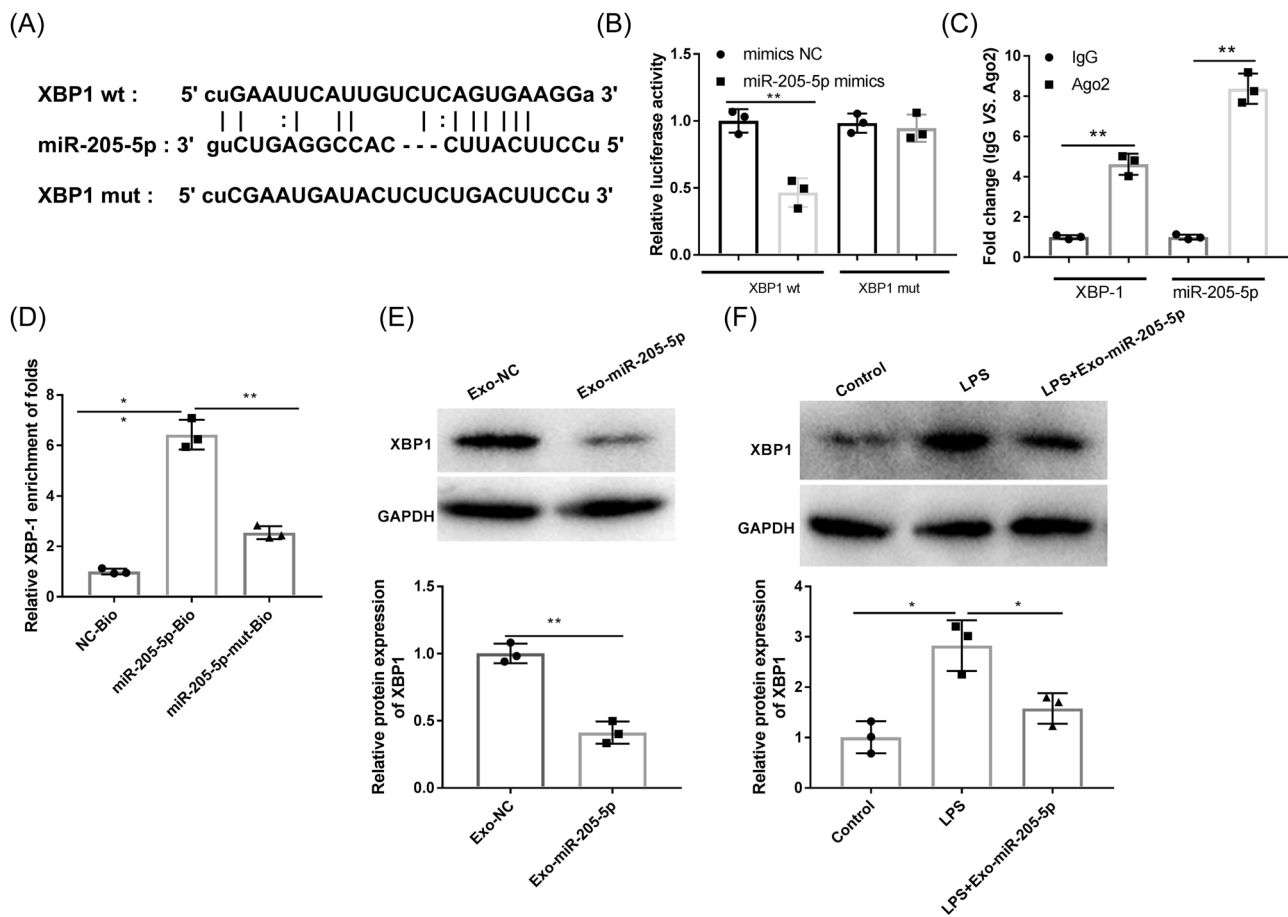 (A)
XBP1 wt : 5' cuGAAUUCAUUGUCUCAGUGAAGGa 3'
miR-205-5p : 3' guCUGAGGCCAC - - - CUUACUUCCu 5'
XBP1 mut : 5' cuCGAAUGAUACUCUCUGACUUCCu 3'
(B)
Relative luciferase activity
1.5
1.0
0.5
0.0
mimics NC
miR-205-5p mimics
**
XBP1 wt
XBP1 mut
(C)
Fold change (IgG VS. Ago2)
10
8
6
4
2
0
IgG
Ago2
**
**
XBP-1
miR-205-5p
(D)
Relative XBP-1 enrichment of folds
8
6
4
2
0
*
*
**
NC-Bio
miR-205-5p-Bio
miR-205-5p-mut-Bio
(E)
Exo-NC
Exo-miR-205-5p
XBP1
GAPDH
Relative protein expression
of XBP1
1.5
1.0
0.5
0.0
**
Exo-NC
Exo-miR-205-5p
(F)
Control
LPS
LPS+Exo-miR-205-5p
XBP1
GAPDH
Relative protein expression
of XBP1
4
3
2
1
0
*
*
Control
LPS
LPS+Exo-miR-205-5p